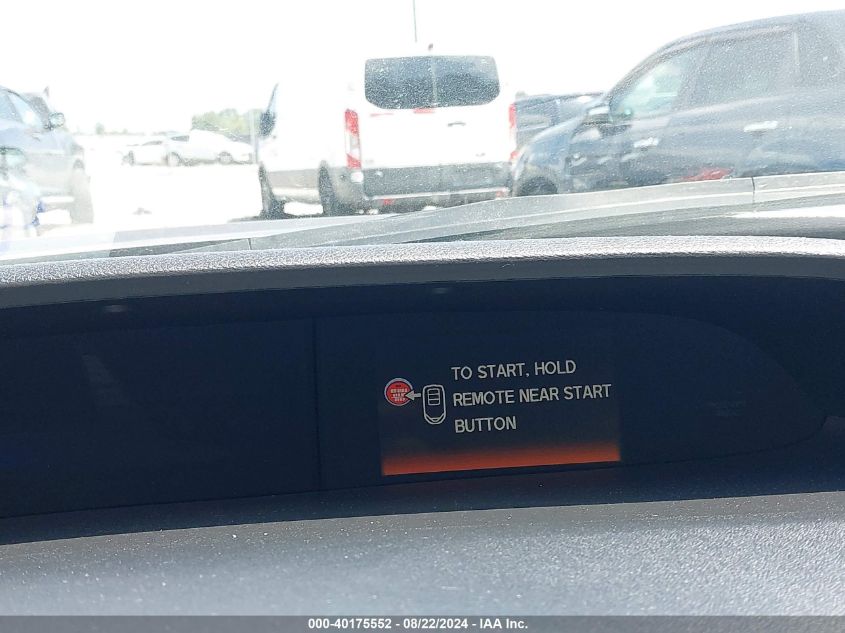 TO START, HOLD
REMOTE NEAR START
BUTTON
000-40175552 - 08/22/2024 - IAA Inc.